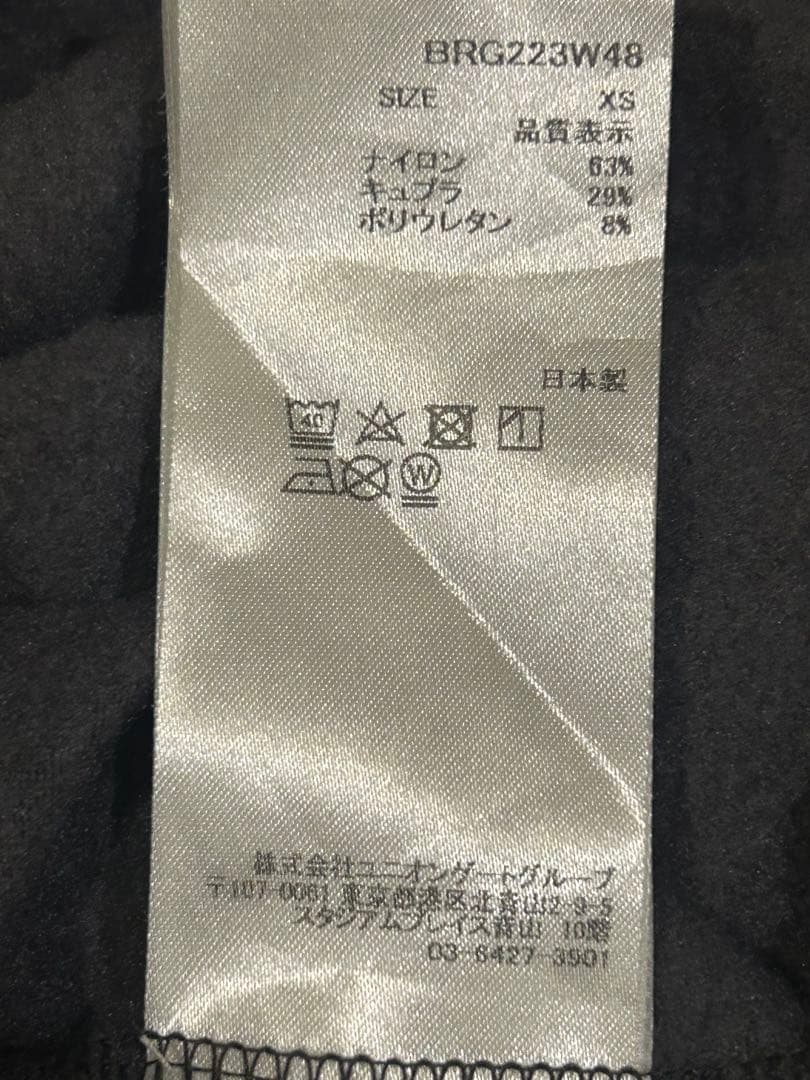 BRG223W48
SIZE XS
品質表示
ナイロン 63%
キュプラ 29%
ポリウレタン 8%
日本製
40
W
株式会社ユニオンゲートグループ
〒107-0061 東京都港区北青山2-9-5
スタジアムプレイス青山 10階
03-6427-3901